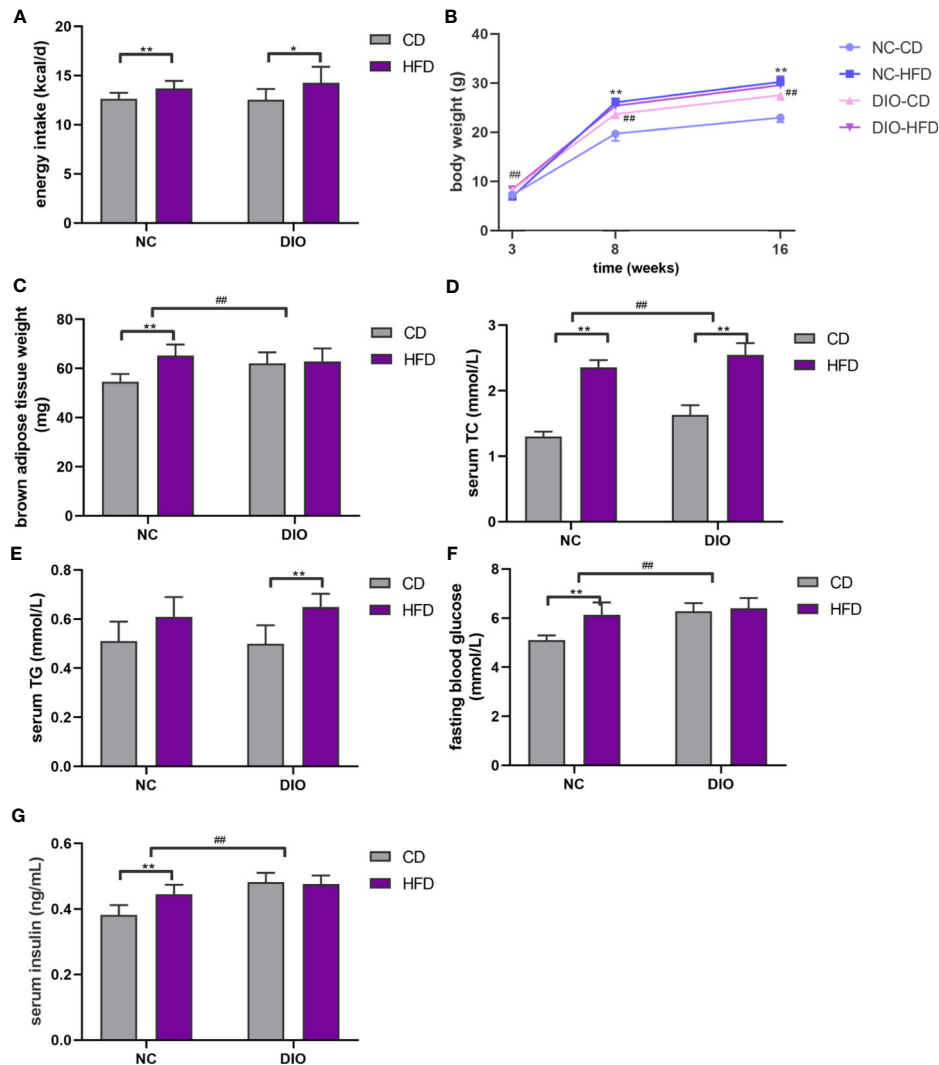 A
energy intake (kcal/d)
20
15
10
5
0
**
*
NC
DIO
CD
HFD
B
body weight (g)
40
30
20
10
0
##
**
##
**
##
3
8
16
time (weeks)
NC-CD
NC-HFD
DIO-CD
DIO-HFD
C
brown adipose tissue weight
(mg)
80
60
40
20
0
**
##
NC
DIO
CD
HFD
D
serum TC (mmol/L)
3
2
1
0
**
##
**
NC
DIO
CD
HFD
E
serum TG (mmol/L)
0.8
0.6
0.4
0.2
0.0
**
NC
DIO
CD
HFD
F
fasting blood glucose
(mmol/L)
8
6
4
2
0
**
##
NC
DIO
CD
HFD
G
serum insulin (ng/mL)
0.6
0.4
0.2
0.0
**
##
NC
DIO
CD
HFD